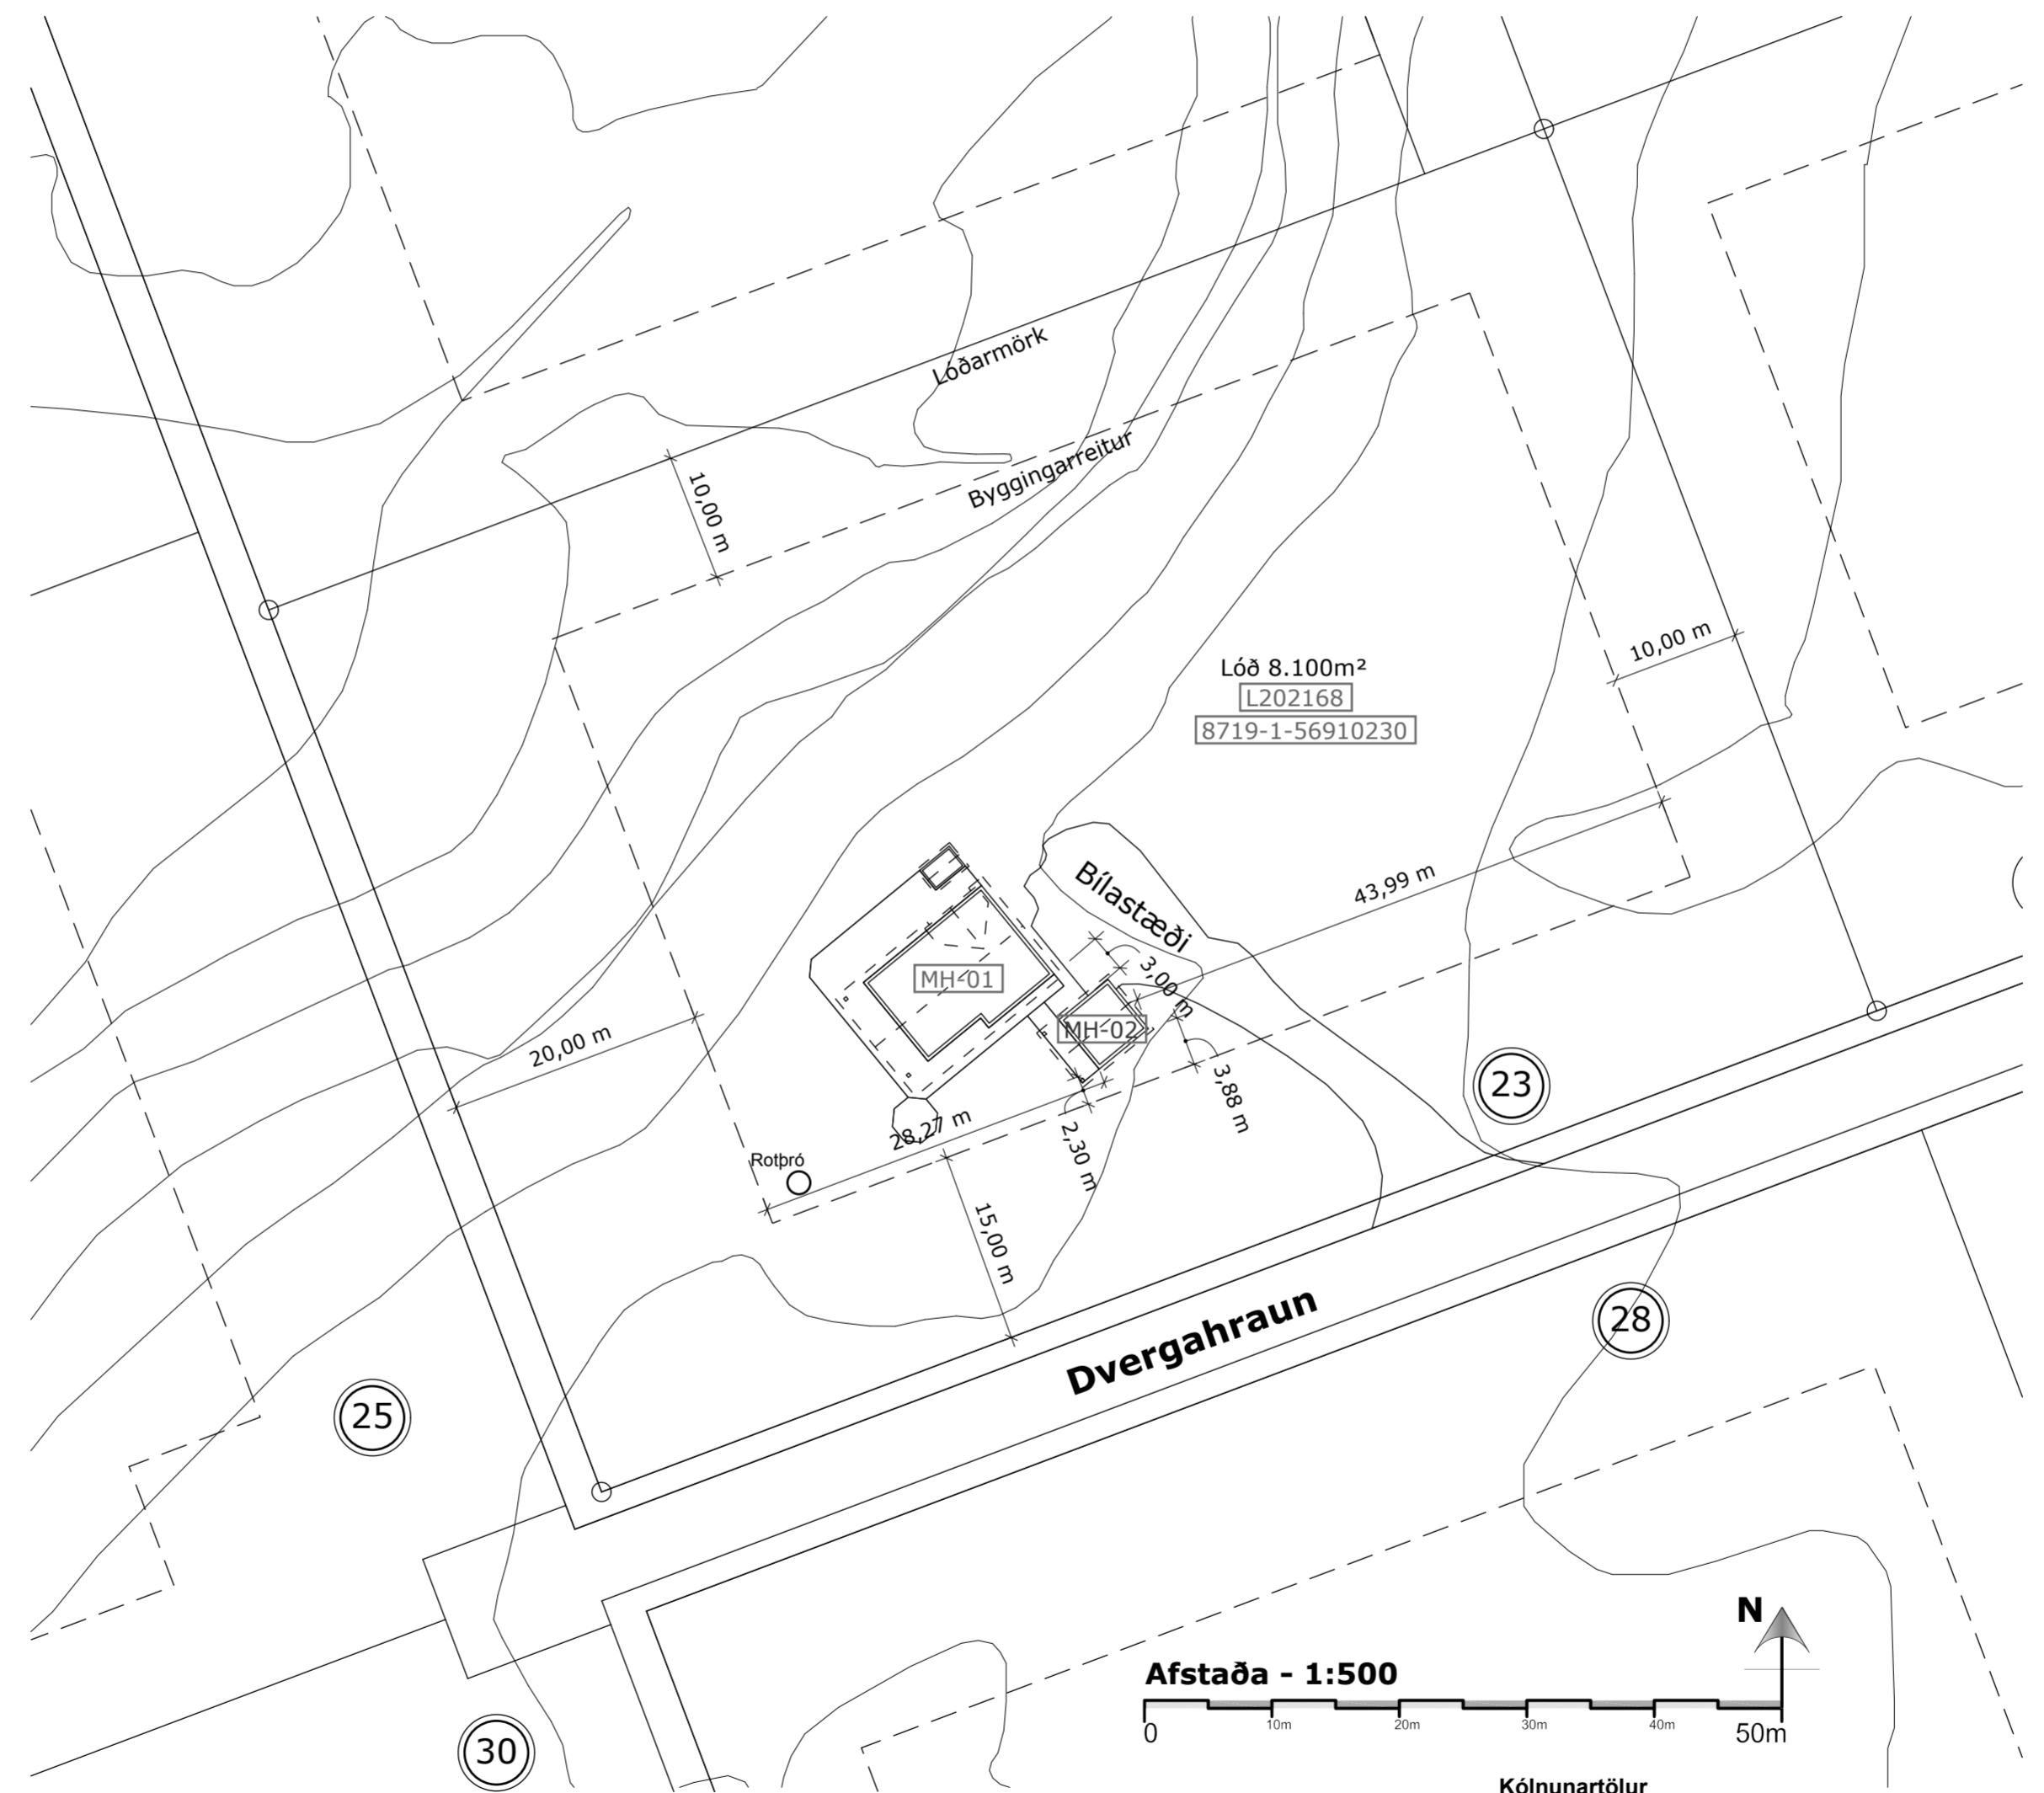 Lóðarmörk
Byggingarreitur
10,00 m
10,00 m
Lóð 8.100m²
L202168
8719-1-56910230
Bílastæði
43,99 m
MH-01
3,00 m
MH-02
20,00 m
3,88 m
23
28,27 m
2,30 m
Rotþró
15,00 m
Dvergahraun
28
25
N
Afstaða - 1:500
0 10m 20m 30m 40m 50m
30
Kólnunartölur